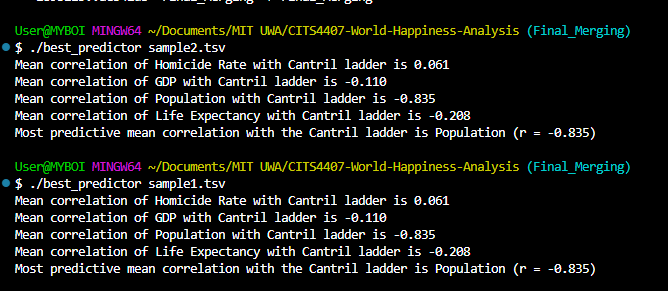 User@MYBOI MINGW64 ~/Documents/MIT UWA/CITS4407-World-Happiness-Analysis (Final_Merging)
$ ./best_predictor sample2.tsv
Mean correlation of Homicide Rate with Cantril ladder is 0.061
Mean correlation of GDP with Cantril ladder is -0.110
Mean correlation of Population with Cantril ladder is -0.835
Mean correlation of Life Expectancy with Cantril ladder is -0.208
Most predictive mean correlation with the Cantril ladder is Population (r = -0.835)
User@MYBOI MINGW64 ~/Documents/MIT UWA/CITS4407-World-Happiness-Analysis (Final_Merging)
$ ./best_predictor sample1.tsv
Mean correlation of Homicide Rate with Cantril ladder is 0.061
Mean correlation of GDP with Cantril ladder is -0.110
Mean correlation of Population with Cantril ladder is -0.835
Mean correlation of Life Expectancy with Cantril ladder is -0.208
Most predictive mean correlation with the Cantril ladder is Population (r = -0.835)